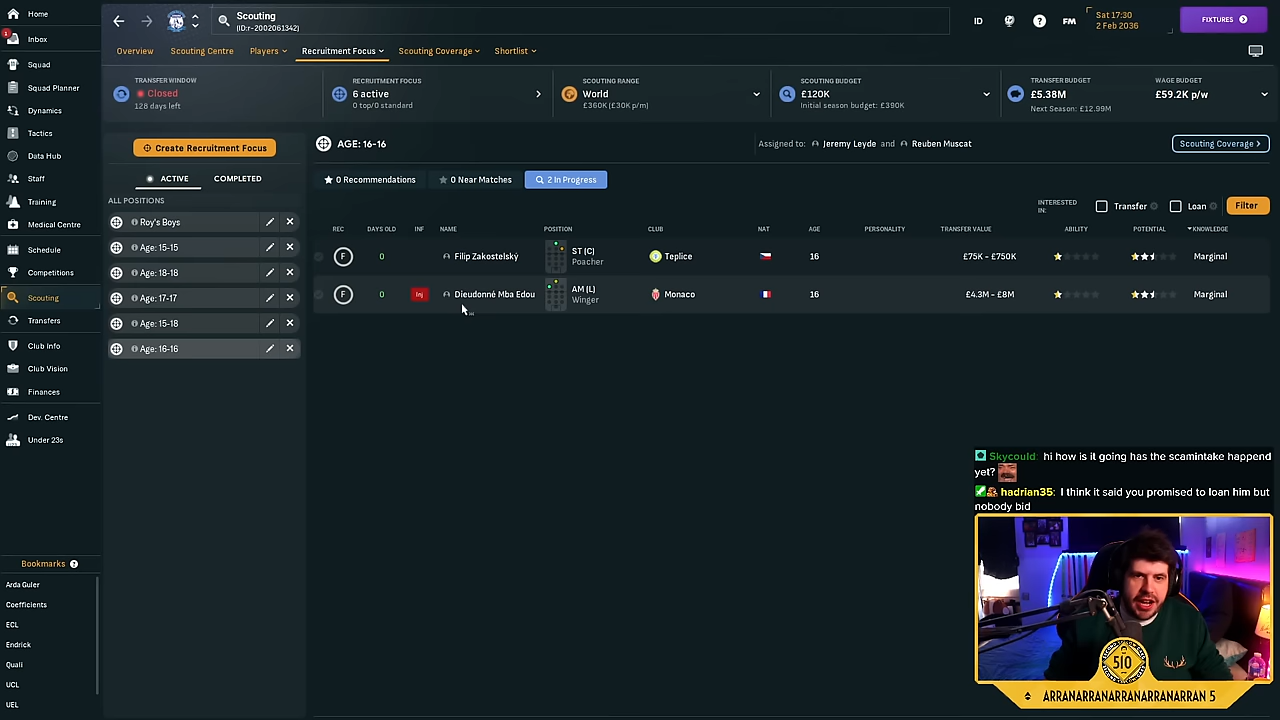 Home
Inbox
1
Squad
Squad Planner
Dynamics
Tactics
Data Hub
Staff
Training
Medical Centre
Schedule
Competitions
Scouting
Transfers
Club Info
Club Vision
Finances
Dev. Centre
Under 23s
Bookmarks
Arda Guler
Coefficients
ECL
Endrick
Quali
UCL
UEL
Scouting
(ID:r-2002061342)
ID
FM
Sat 17:30
2 Feb 2036
FIXTURES
Overview
Scouting Centre
Players
Recruitment Focus
Scouting Coverage
Shortlist
TRANSFER WINDOW
Closed
128 days left
RECRUITMENT FOCUS
6 active
0 top/0 standard
SCOUTING RANGE
World
£360K (£30K p/m)
SCOUTING BUDGET
£120K
Initial season budget: £390K
TRANSFER BUDGET
£5.38M
Next Season: £12.99M
WAGE BUDGET
£59.2K p/w
Create Recruitment Focus
ACTIVE
COMPLETED
ALL POSITIONS
Roy's Boys
Age: 15-15
Age: 18-18
Age: 17-17
Age: 15-18
Age: 16-16
AGE: 16-16
Assigned to: Jeremy Leyde and Reuben Muscat
Scouting Coverage >
0 Recommendations
0 Near Matches
2 In Progress
INTERESTED IN:
Transfer
Loan
Filter
REC DAYS OLD INF NAME POSITION CLUB NAT AGE PERSONALITY TRANSFER VALUE ABILITY POTENTIAL KNOWLEDGE
F 0 Filip Zakostelský ST (C) Poacher Teplice 16 £75K - £750K Marginal
F 0 Inj Dieudonné Mba Edou AM (L) Winger Monaco 16 £4.3M - £8M Marginal
Skycould: hi how is it going has the scamintake happend
yet?
hadrian35: I think it said you promised to loan him but
nobody bid
510
ARRANARRANARRANARRANARRAN 5